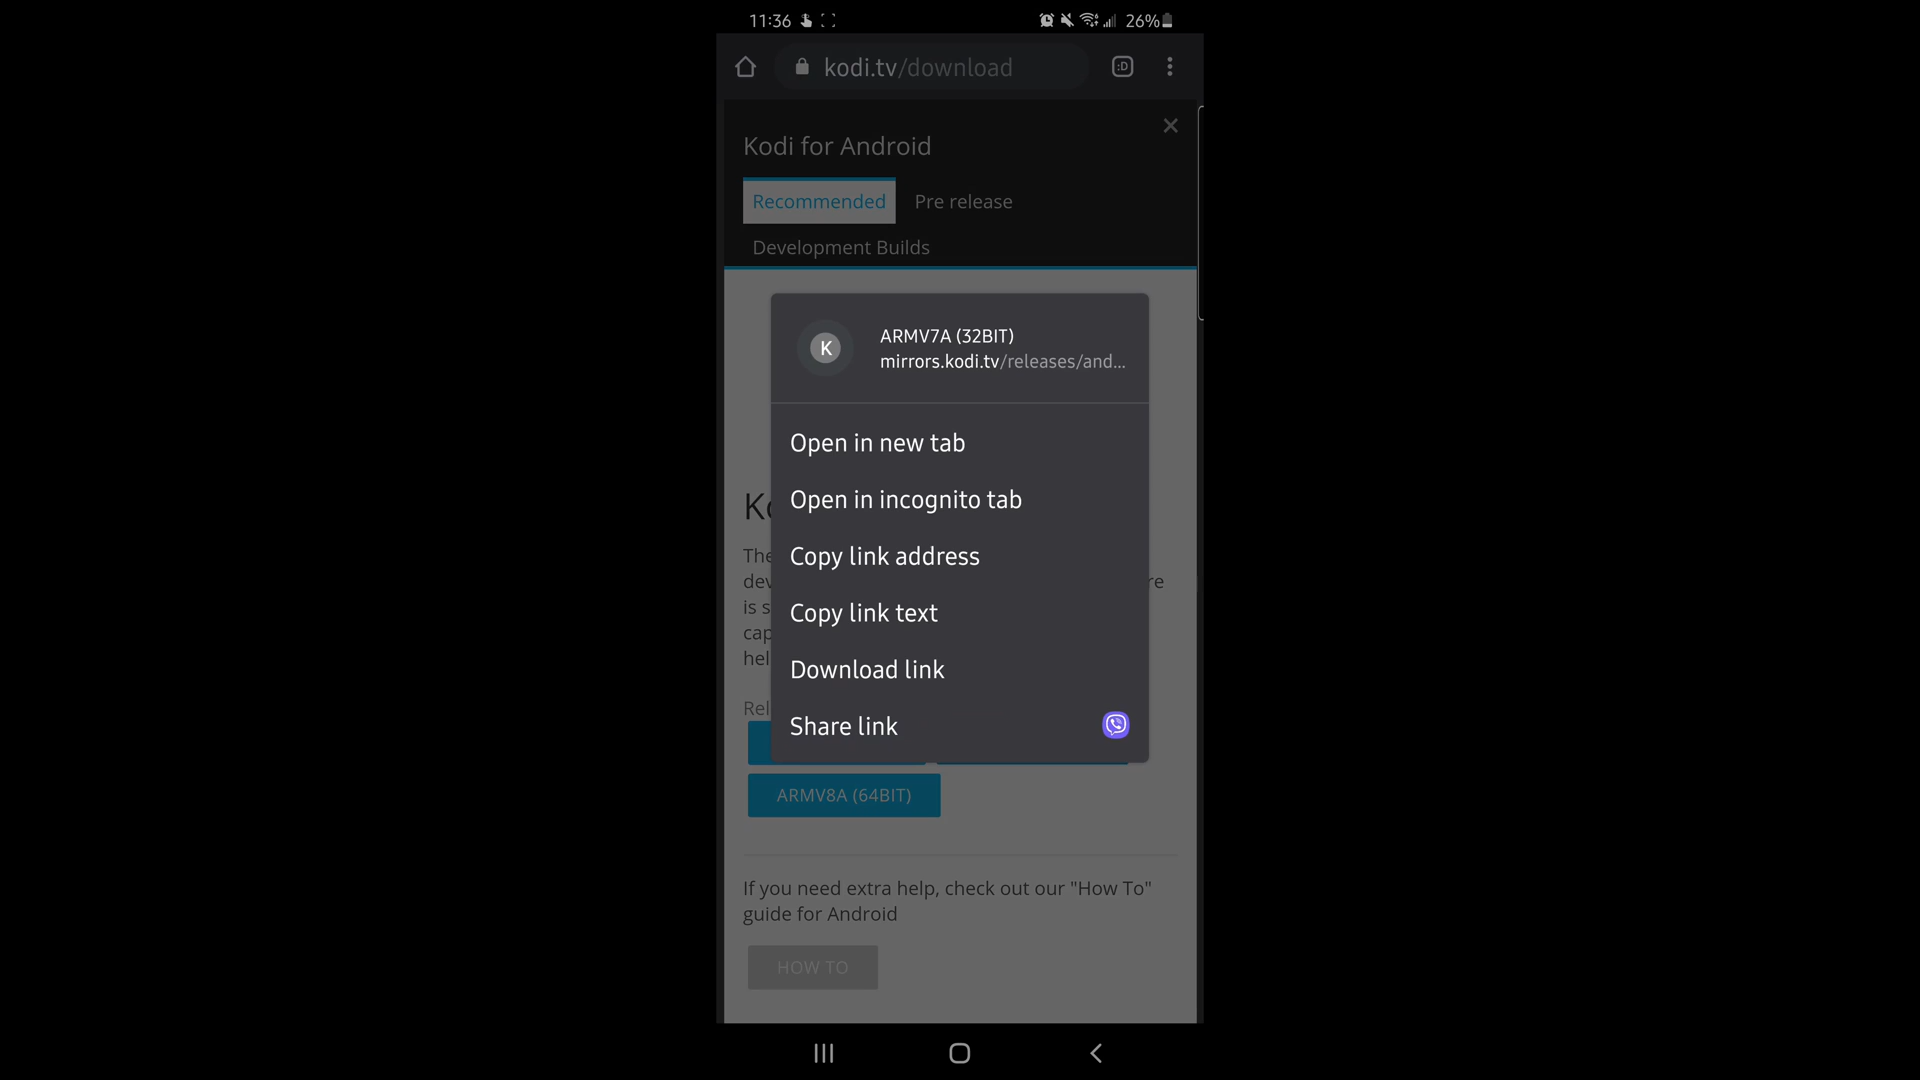 11:36
26%
kodi.tv/download
:D
Kodi for Android
Recommended
Pre release
Development Builds
K
ARMV7A (32BIT)
mirrors.kodi.tv/releases/and...
Open in new tab
Open in incognito tab
Copy link address
Copy link text
Download link
Share link
ARMV8A (64BIT)
If you need extra help, check out our "How To"
guide for Android
HOW TO